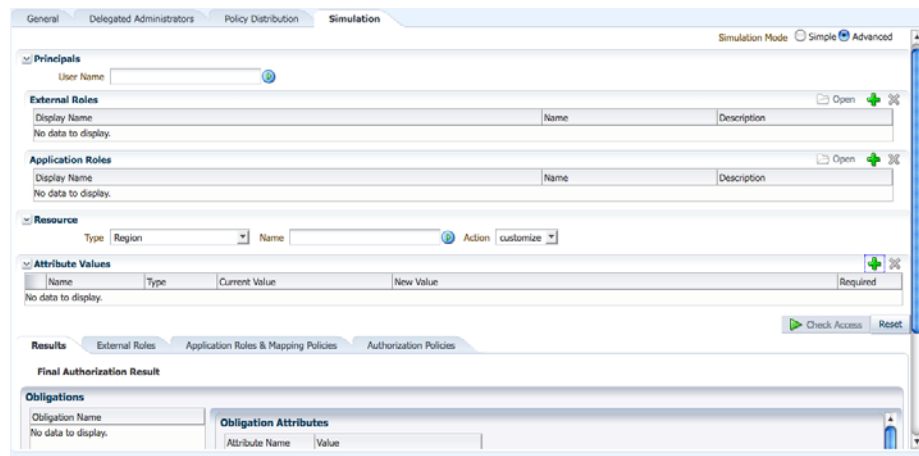 General Delegated Administrators Policy Distribution Simulation
Simulation Mode Simple Advanced
Principals
User Name
External Roles Open
Display Name Name Description
No data to display.
Application Roles Open
Display Name Name Description
No data to display.
Resource
Type Region Name Action customize
Attribute Values
Name Type Current Value New Value Required
No data to display.
Check Access Reset
Results External Roles Application Roles & Mapping Policies Authorization Policies
Final Authorization Result
Obligations
Obligation Name
No data to display.
Obligation Attributes
Attribute Name Value